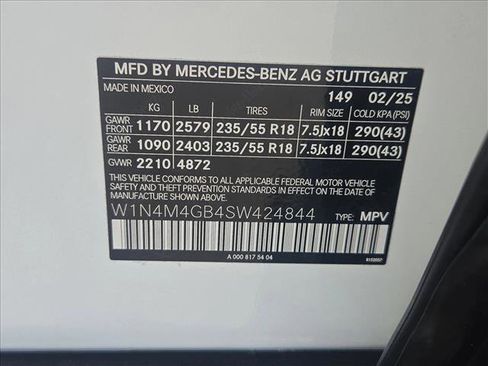 MFD BY MERCEDES-BENZ AG STUTTGART
MADE IN MEXICO 149 02/25
KG LB TIRES RIM SIZE COLD KPA (PSI)
GAWR FRONT 1170 2579 235/55 R18 7.5Jx18 290(43)
GAWR REAR 1090 2403 235/55 R18 7.5Jx18 290(43)
GVWR 2210 4872
THIS VEHICLE CONFORMS TO ALL APPLICABLE FEDERAL MOTOR VEHICLE
SAFETY AND THEFT PREVENTION STANDARDS IN EFFECT ON THE DATE
OF MANUFACTURE SHOWN ABOVE.
W1N4M4GB4SW424844 TYPE: MPV
A 000 817 54 04